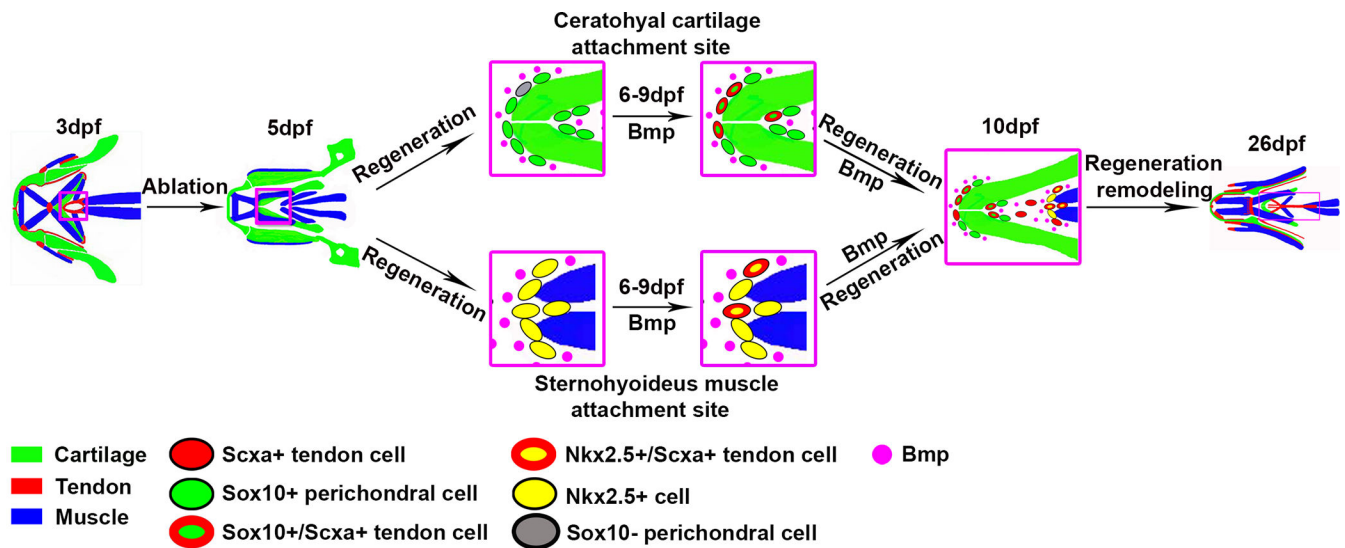 Ceratohyal cartilage
attachment site
3dpf
Ablation
5dpf
Regeneration
6-9dpf
Bmp
Regeneration
Bmp
Regeneration
6-9dpf
Bmp
Bmp
Regeneration
10dpf
Regeneration
remodeling
26dpf
Sternohyoideus muscle
attachment site
Cartilage
Tendon
Muscle
Scxa+ tendon cell
Sox10+ perichondral cell
Sox10+/Scxa+ tendon cell
Nkx2.5+/Scxa+ tendon cell
Nkx2.5+ cell
Sox10- perichondral cell
Bmp